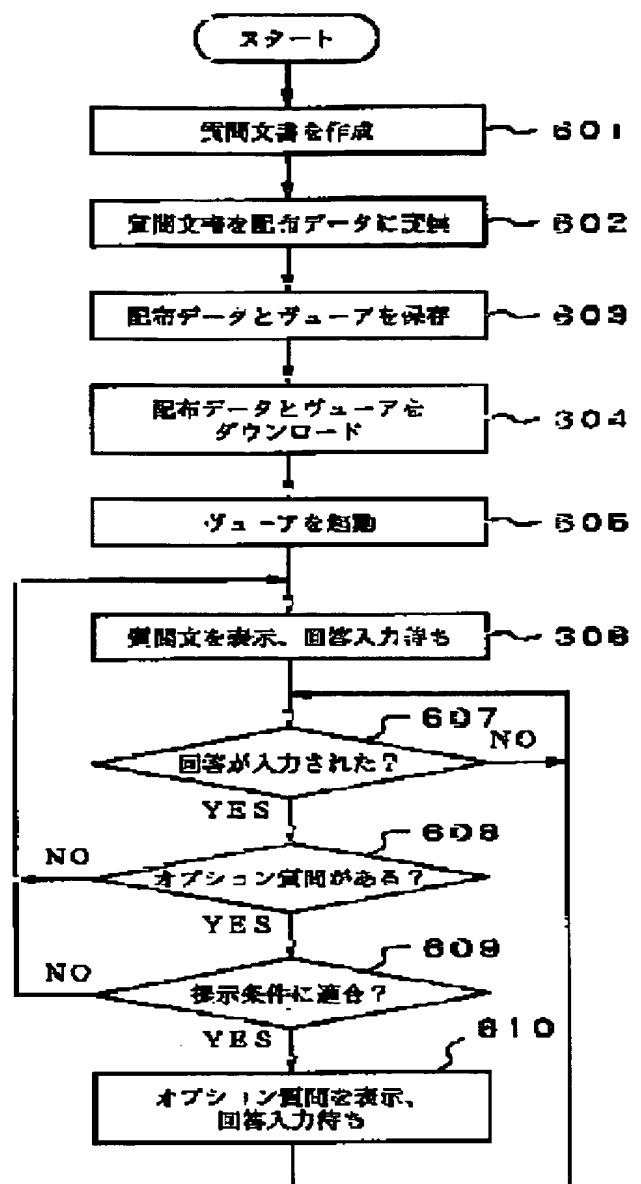 スタート
質問文書を作成
601
質問文書を配布データに変換
602
配布データとヴューアを保存
603
配布データとヴューアを
ダウンロード
304
ヴューアを起動
605
質問文を表示、回答入力待ち
306
607
回答が入力された?
NO
YES
608
オプション質問がある?
NO
YES
609
提示条件に適合?
NO
YES
610
オプション質問を表示、
回答入力待ち